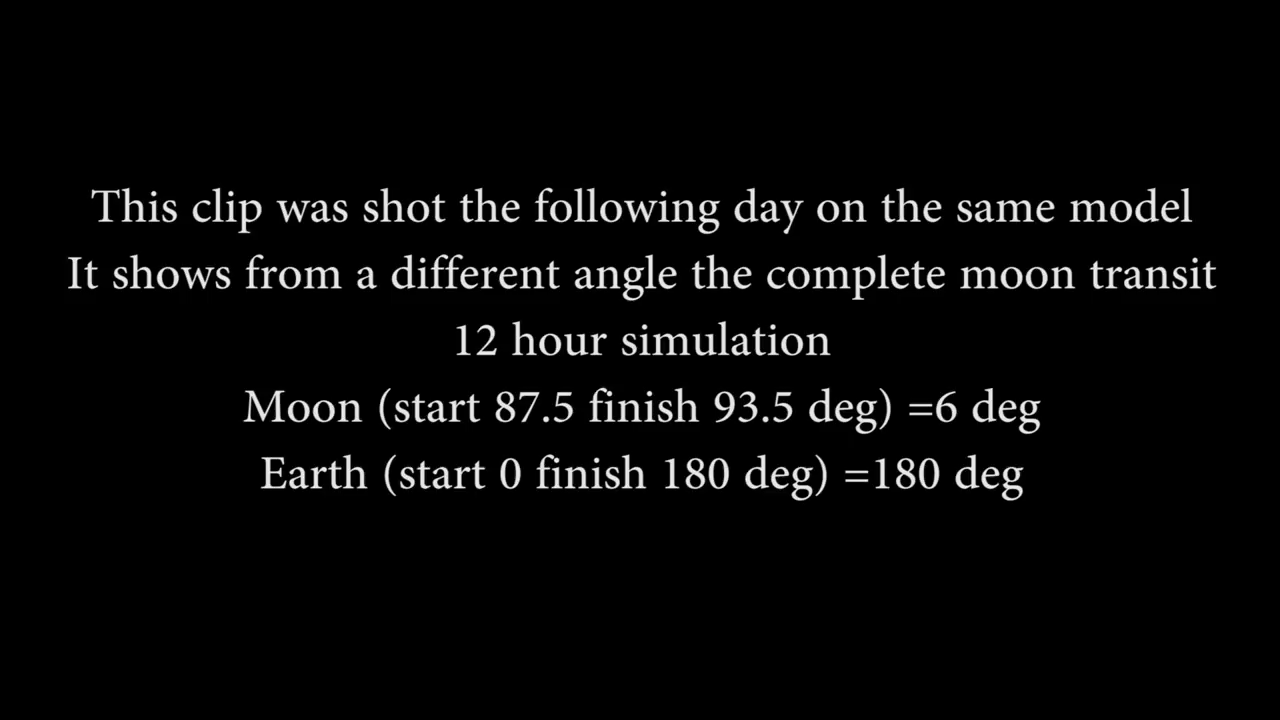 This clip was shot the following day on the same model
It shows from a different angle the complete moon transit
12 hour simulation
Moon (start 87.5 finish 93.5 deg) =6 deg
Earth (start 0 finish 180 deg) =180 deg